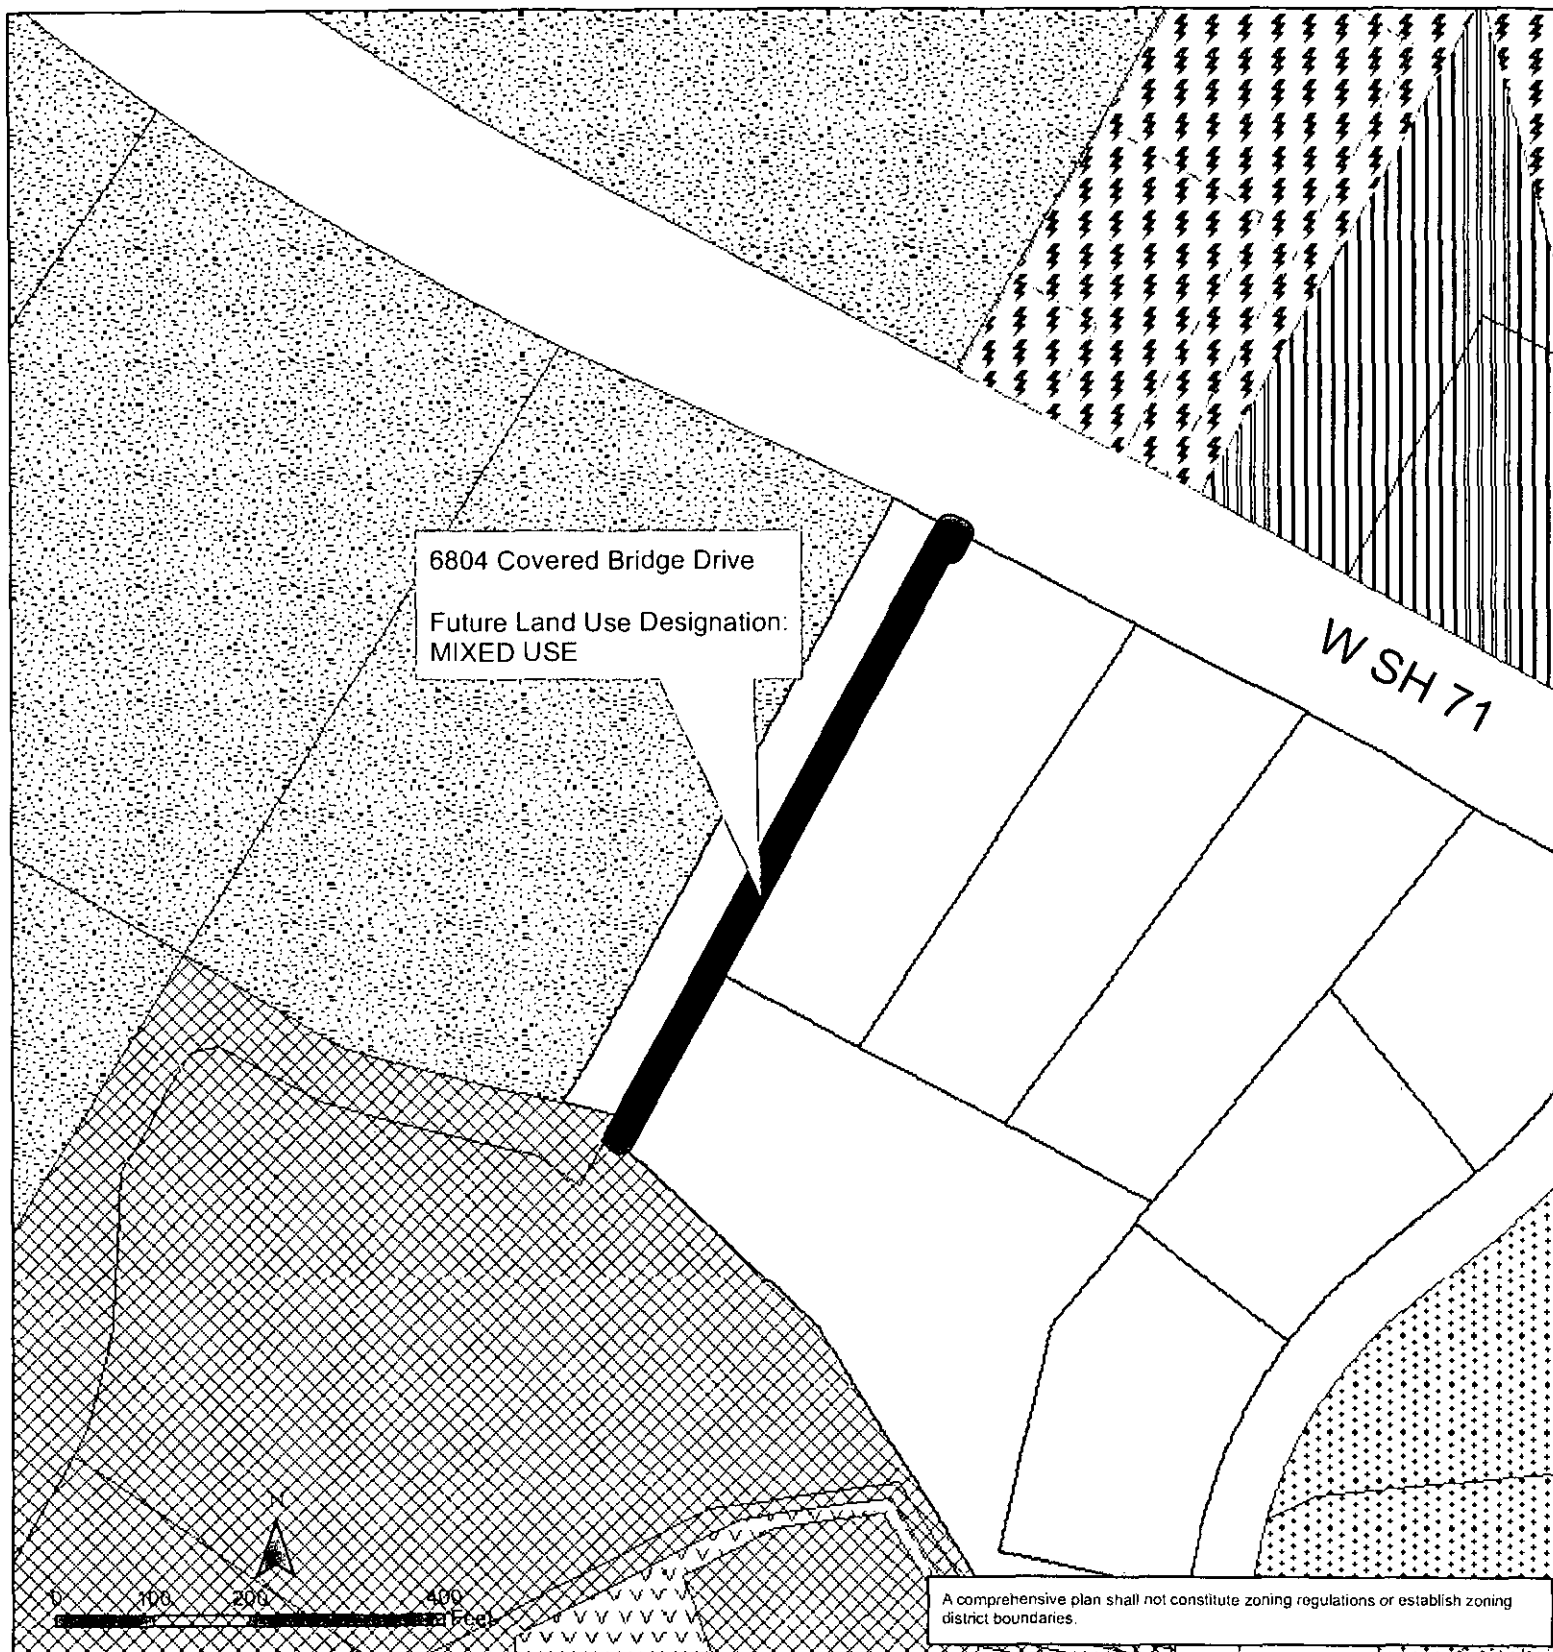 6804 Covered Bridge Drive
Future Land Use Designation:
MIXED USE
W SH 71
N
0 100 200 400
Feet
A comprehensive plan shall not constitute zoning regulations or establish zoning
district boundaries.